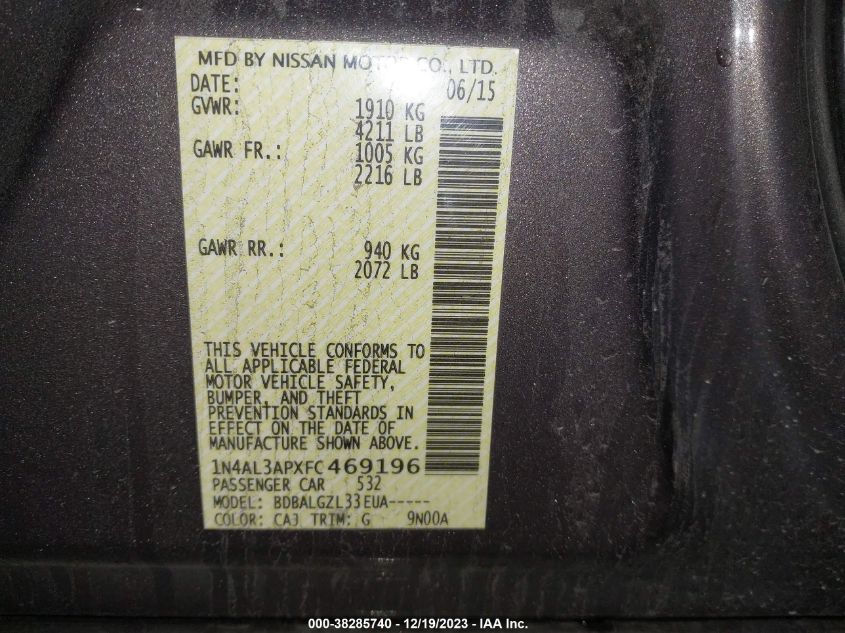 MFD BY NISSAN MOTOR CO., LTD.
DATE: 06/15
GVWR: 1910 KG
4211 LB
GAWR FR.: 1005 KG
2216 LB
GAWR RR.: 940 KG
2072 LB
THIS VEHICLE CONFORMS TO
ALL APPLICABLE FEDERAL
MOTOR VEHICLE SAFETY,
BUMPER, AND THEFT
PREVENTION STANDARDS IN
EFFECT ON THE DATE OF
MANUFACTURE SHOWN ABOVE.
1N4AL3APXFC469196
PASSENGER CAR 532
MODEL: BDBALGZL33EUA-----
COLOR: CAJ TRIM: G 9N00A
000-38285740 - 12/19/2023 - IAA Inc.